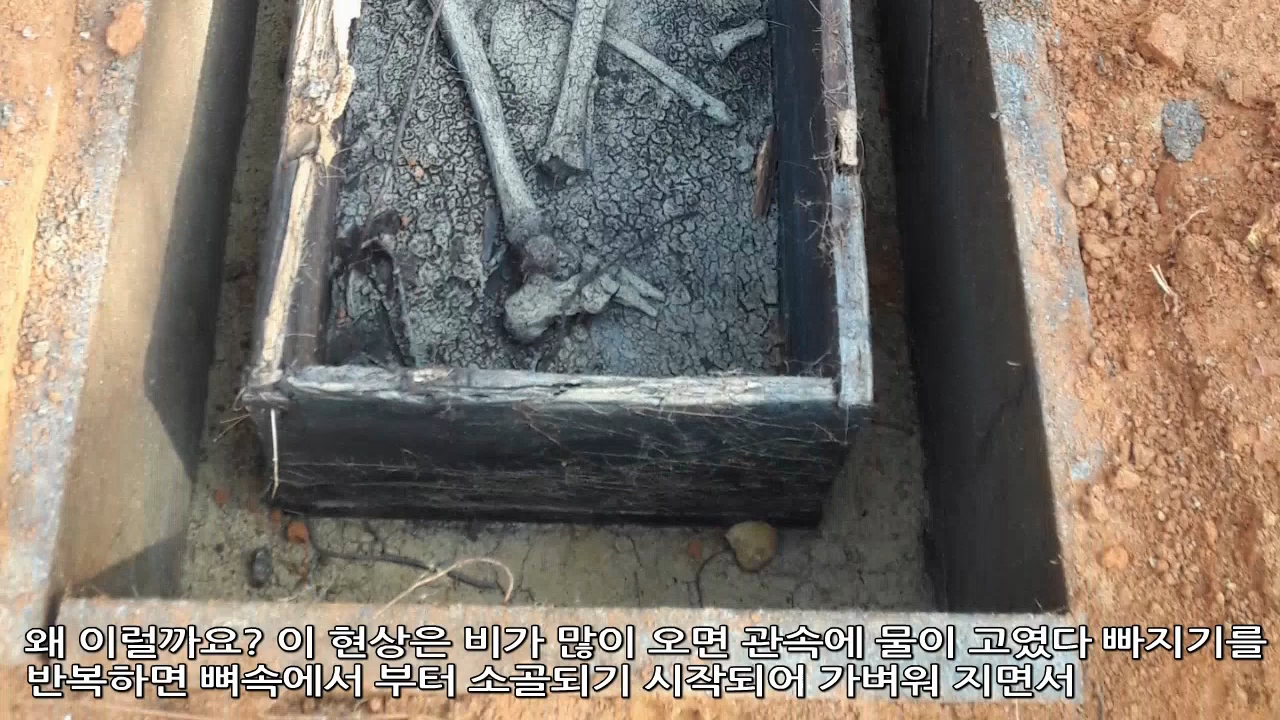 왜 이럴까요? 이 현상은 비가 많이 오면 관속에 물이 고였다 빠지기를
반복하면 뼈속에서 부터 소골되기 시작되어 가벼워 지면서